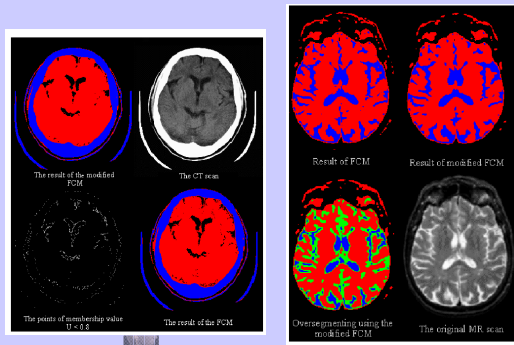 The result of the modified
FCM
The CT scan
The points of membership value
U < 0.8
The result of the FCM
Result of FCM
Result of modified FCM
Oversegmenting using the
modified FCM
The original MR scan